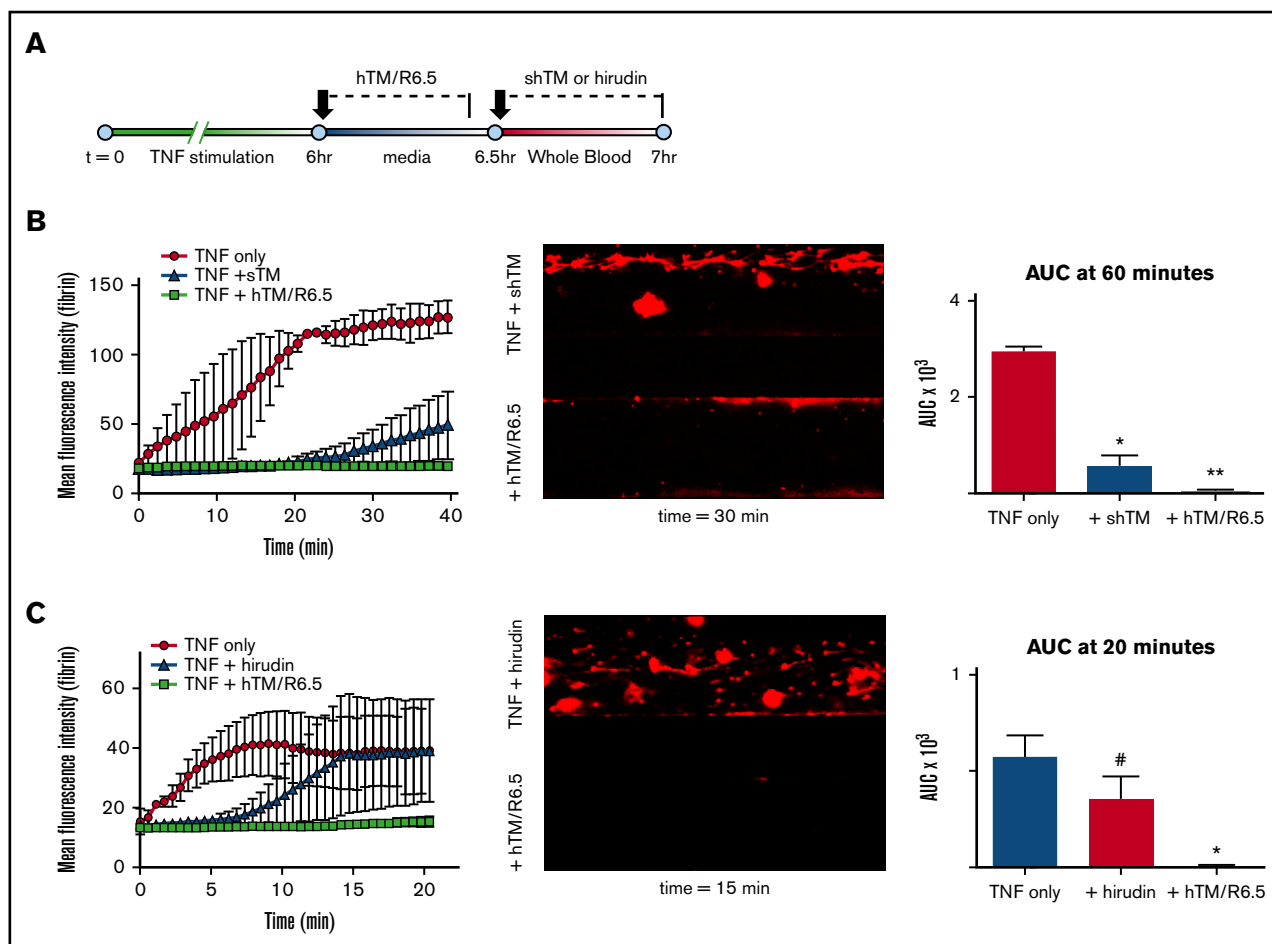 A
hTM/R6.5
shTM or hirudin
t = 0
TNF stimulation
6hr
media
6.5hr
Whole Blood
7hr
B
TNF only
TNF +sTM
TNF + hTM/R6.5
Mean fluorescence intensity (fibrin)
150
100
50
0
0 10 20 30 40
Time (min)
TNF + shTM
+ hTM/R6.5
time = 30 min
AUC at 60 minutes
AUC x 10³
4
2
*
**
TNF only
+ shTM
+ hTM/R6.5
C
TNF only
TNF + hirudin
TNF + hTM/R6.5
Mean fluorescence intensity (fibrin)
60
40
20
0
0 5 10 15 20
Time (min)
TNF + hirudin
+ hTM/R6.5
time = 15 min
AUC at 20 minutes
AUC x 10³
1
#
*
TNF only
+ hirudin
+ hTM/R6.5